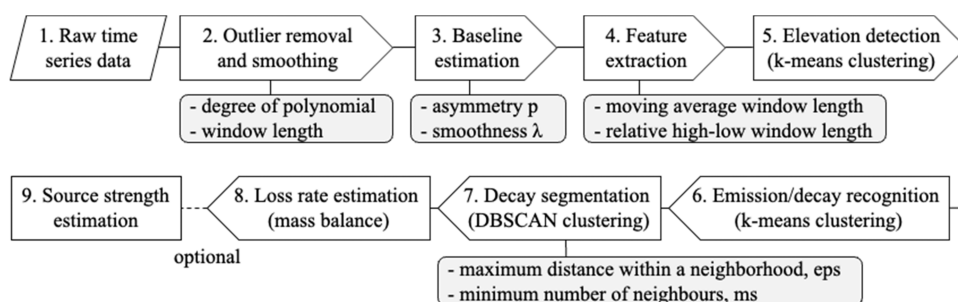 1. Raw time
series data
2. Outlier removal
and smoothing
3. Baseline
estimation
4. Feature
extraction
5. Elevation detection
(k-means clustering)
- degree of polynomial
- window length
- asymmetry p
- smoothness λ
- moving average window length
- relative high-low window length
9. Source strength
estimation
8. Loss rate estimation
(mass balance)
7. Decay segmentation
(DBSCAN clustering)
6. Emission/decay recognition
(k-means clustering)
optional
- maximum distance within a neighborhood, eps
- minimum number of neighbours, ms